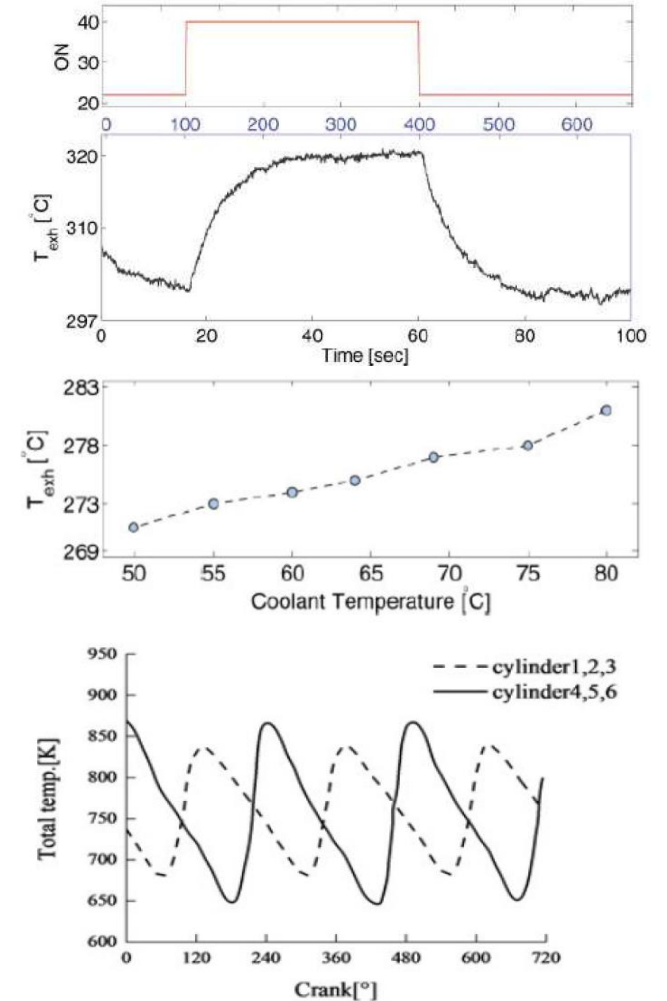 40
ON
30
20
0 100 200 300 400 500 600
320
T_exh [°C]
310
297
0 20 40 60 80 100
Time [sec]
283
278
T_exh [°C]
273
269
50 55 60 65 70 75 80
Coolant Temperature [°C]
950
cylinder1,2,3
900
cylinder4,5,6
850
Total temp.[K]
800
750
700
650
600
0 120 240 360 480 600 720
Crank[°]